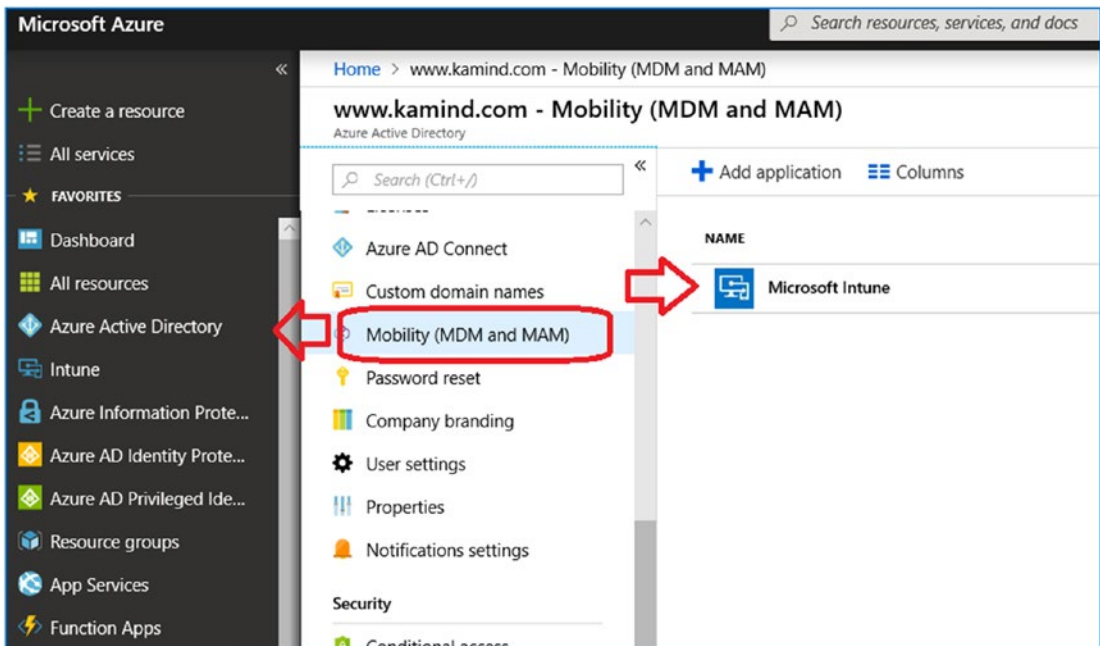 Microsoft Azure
Search resources, services, and docs
Create a resource
All services
FAVORITES
Dashboard
All resources
Azure Active Directory
Intune
Azure Information Prote...
Azure AD Identity Prote...
Azure AD Privileged Ide...
Resource groups
App Services
Function Apps
Home > www.kamind.com - Mobility (MDM and MAM)
www.kamind.com - Mobility (MDM and MAM)
Azure Active Directory
Search (Ctrl+/)
Azure AD Connect
Custom domain names
Mobility (MDM and MAM)
Password reset
Company branding
User settings
Properties
Notifications settings
Security
Conditional access
Add application
Columns
NAME
Microsoft Intune